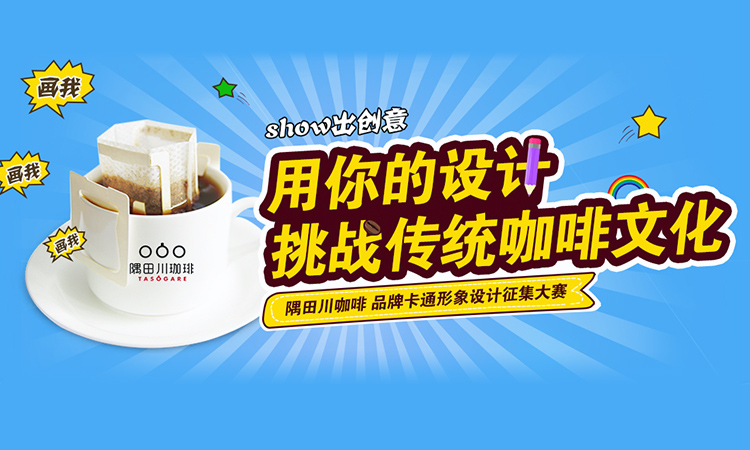 画我
画我
画我
show出创意
用你的设计
挑战传统咖啡文化
隅田川咖啡 品牌卡通形象设计征集大赛
隅田川珈琲
TASOGARE